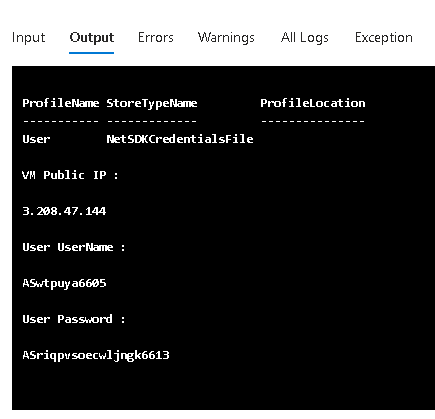 Input Output Errors Warnings All Logs Exception
ProfileName StoreTypeName ProfileLocation
----------- ------------- ---------------
User NetSDKCredentialsFile
VM Public IP :
3.208.47.144
User UserName :
ASwtpuya6605
User Password :
ASriqpvsoecwljngk6613